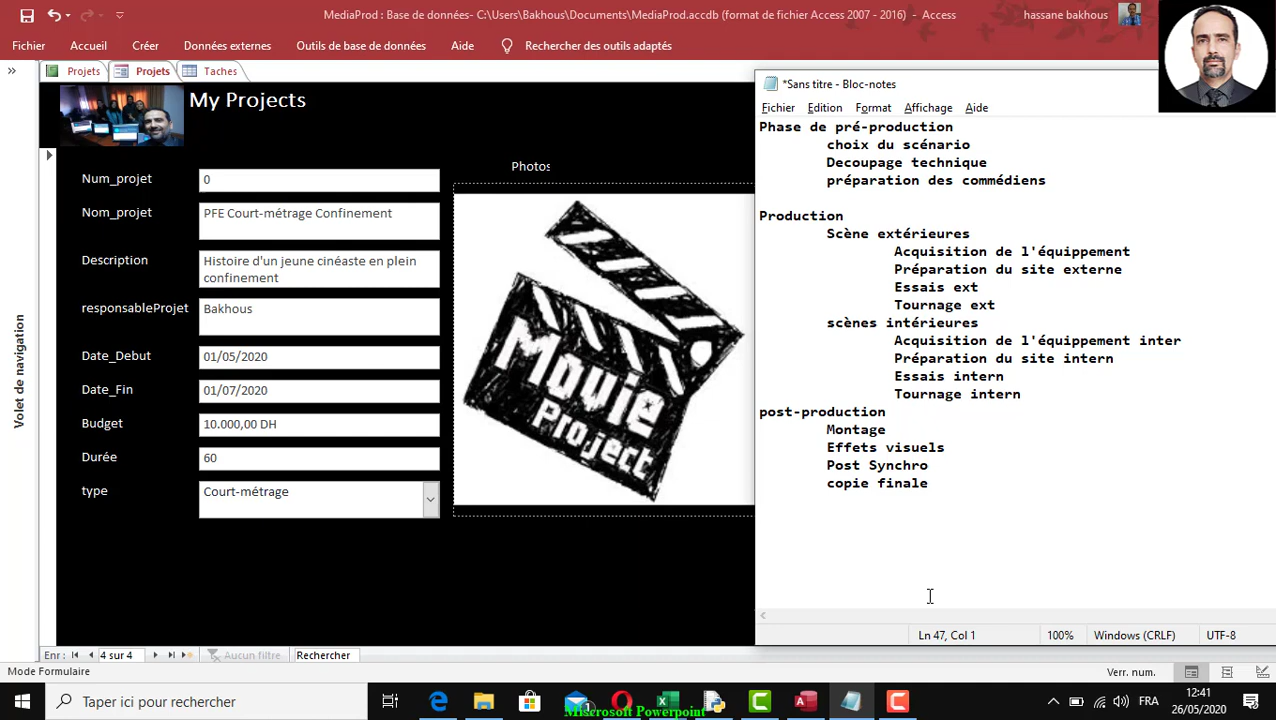 MediaProd : Base de données- C:\Users\Bakhous\Documents\MediaProd.accdb (format de fichier Access 2007 - 2016) - Access
hassane bakhous
Fichier Accueil Créer Données externes Outils de base de données Aide Rechercher des outils adaptés
Projets Projets Taches
My Projects
Photos
Num_projet 0
Nom_projet PFE Court-métrage Confinement
Description Histoire d'un jeune cinéaste en plein
confinement
responsableProjet Bakhous
Date_Debut 01/05/2020
Date_Fin 01/07/2020
Budget 10.000,00 DH
Durée 60
type Court-métrage
Movie
Project
Volet de navigation
*Sans titre - Bloc-notes
Fichier Edition Format Affichage Aide
Phase de pré-production
choix du scénario
Decoupage technique
préparation des commédiens
Production
Scène extérieures
Acquisition de l'équippement
Préparation du site externe
Essais ext
Tournage ext
scènes intérieures
Acquisition de l'équippement inter
Préparation du site intern
Essais intern
Tournage intern
post-production
Montage
Effets visuels
Post Synchro
copie finale
Ln 47, Col 1 100% Windows (CRLF) UTF-8
Enr : 4 sur 4 Aucun filtre Rechercher
Mode Formulaire Verr. num.
Taper ici pour rechercher
1
Miscrosoft Powerpoint
FRA
12:41
26/05/2020